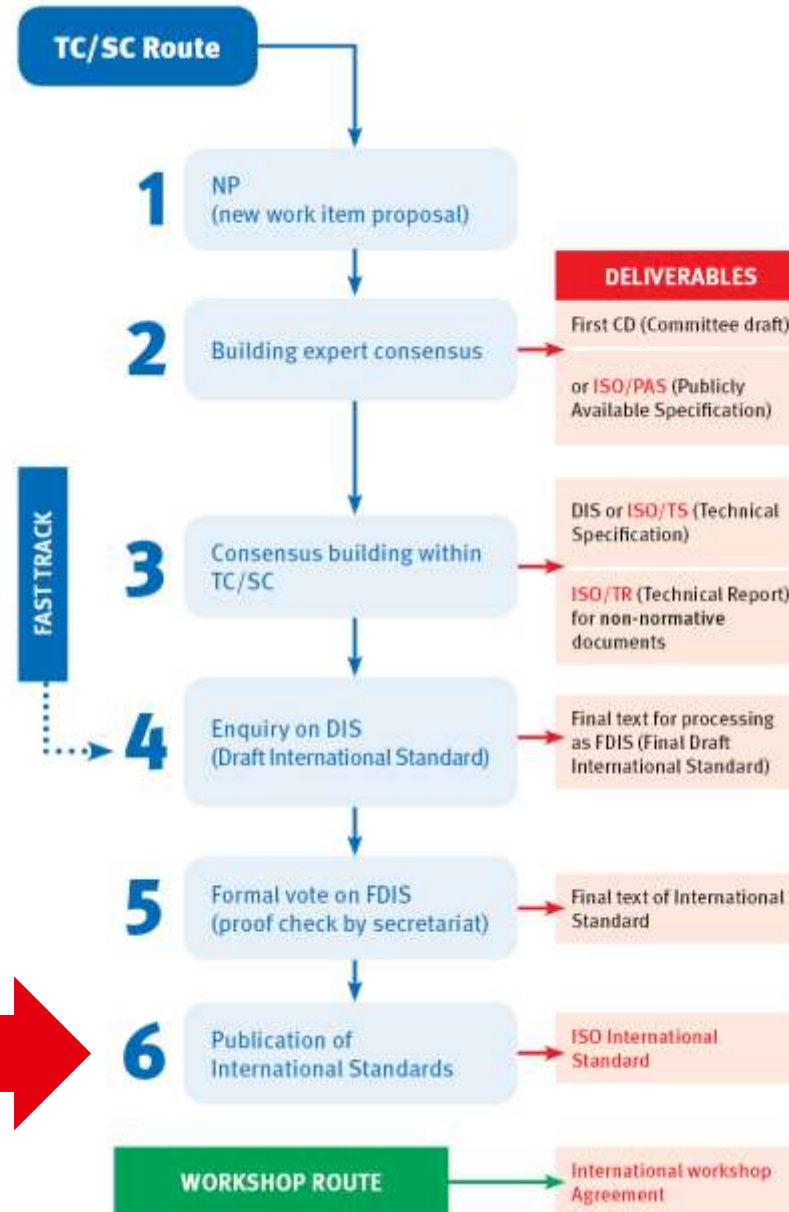 TC/SC Route
1
NP
(new work item proposal)
DELIVERABLES
2
Building expert consensus
First CD (Committee draft)
or ISO/PAS (Publicly
Available Specification)
FAST TRACK
3
Consensus building within
TC/SC
DIS or ISO/TS (Technical
Specification)
ISO/TR (Technical Report)
for non-normative
documents
4
Enquiry on DIS
(Draft International Standard)
Final text for processing
as FDIS (Final Draft
International Standard)
5
Formal vote on FDIS
(proof check by secretariat)
Final text of International
Standard
6
Publication of
International Standards
ISO International
Standard
WORKSHOP ROUTE
International workshop
Agreement